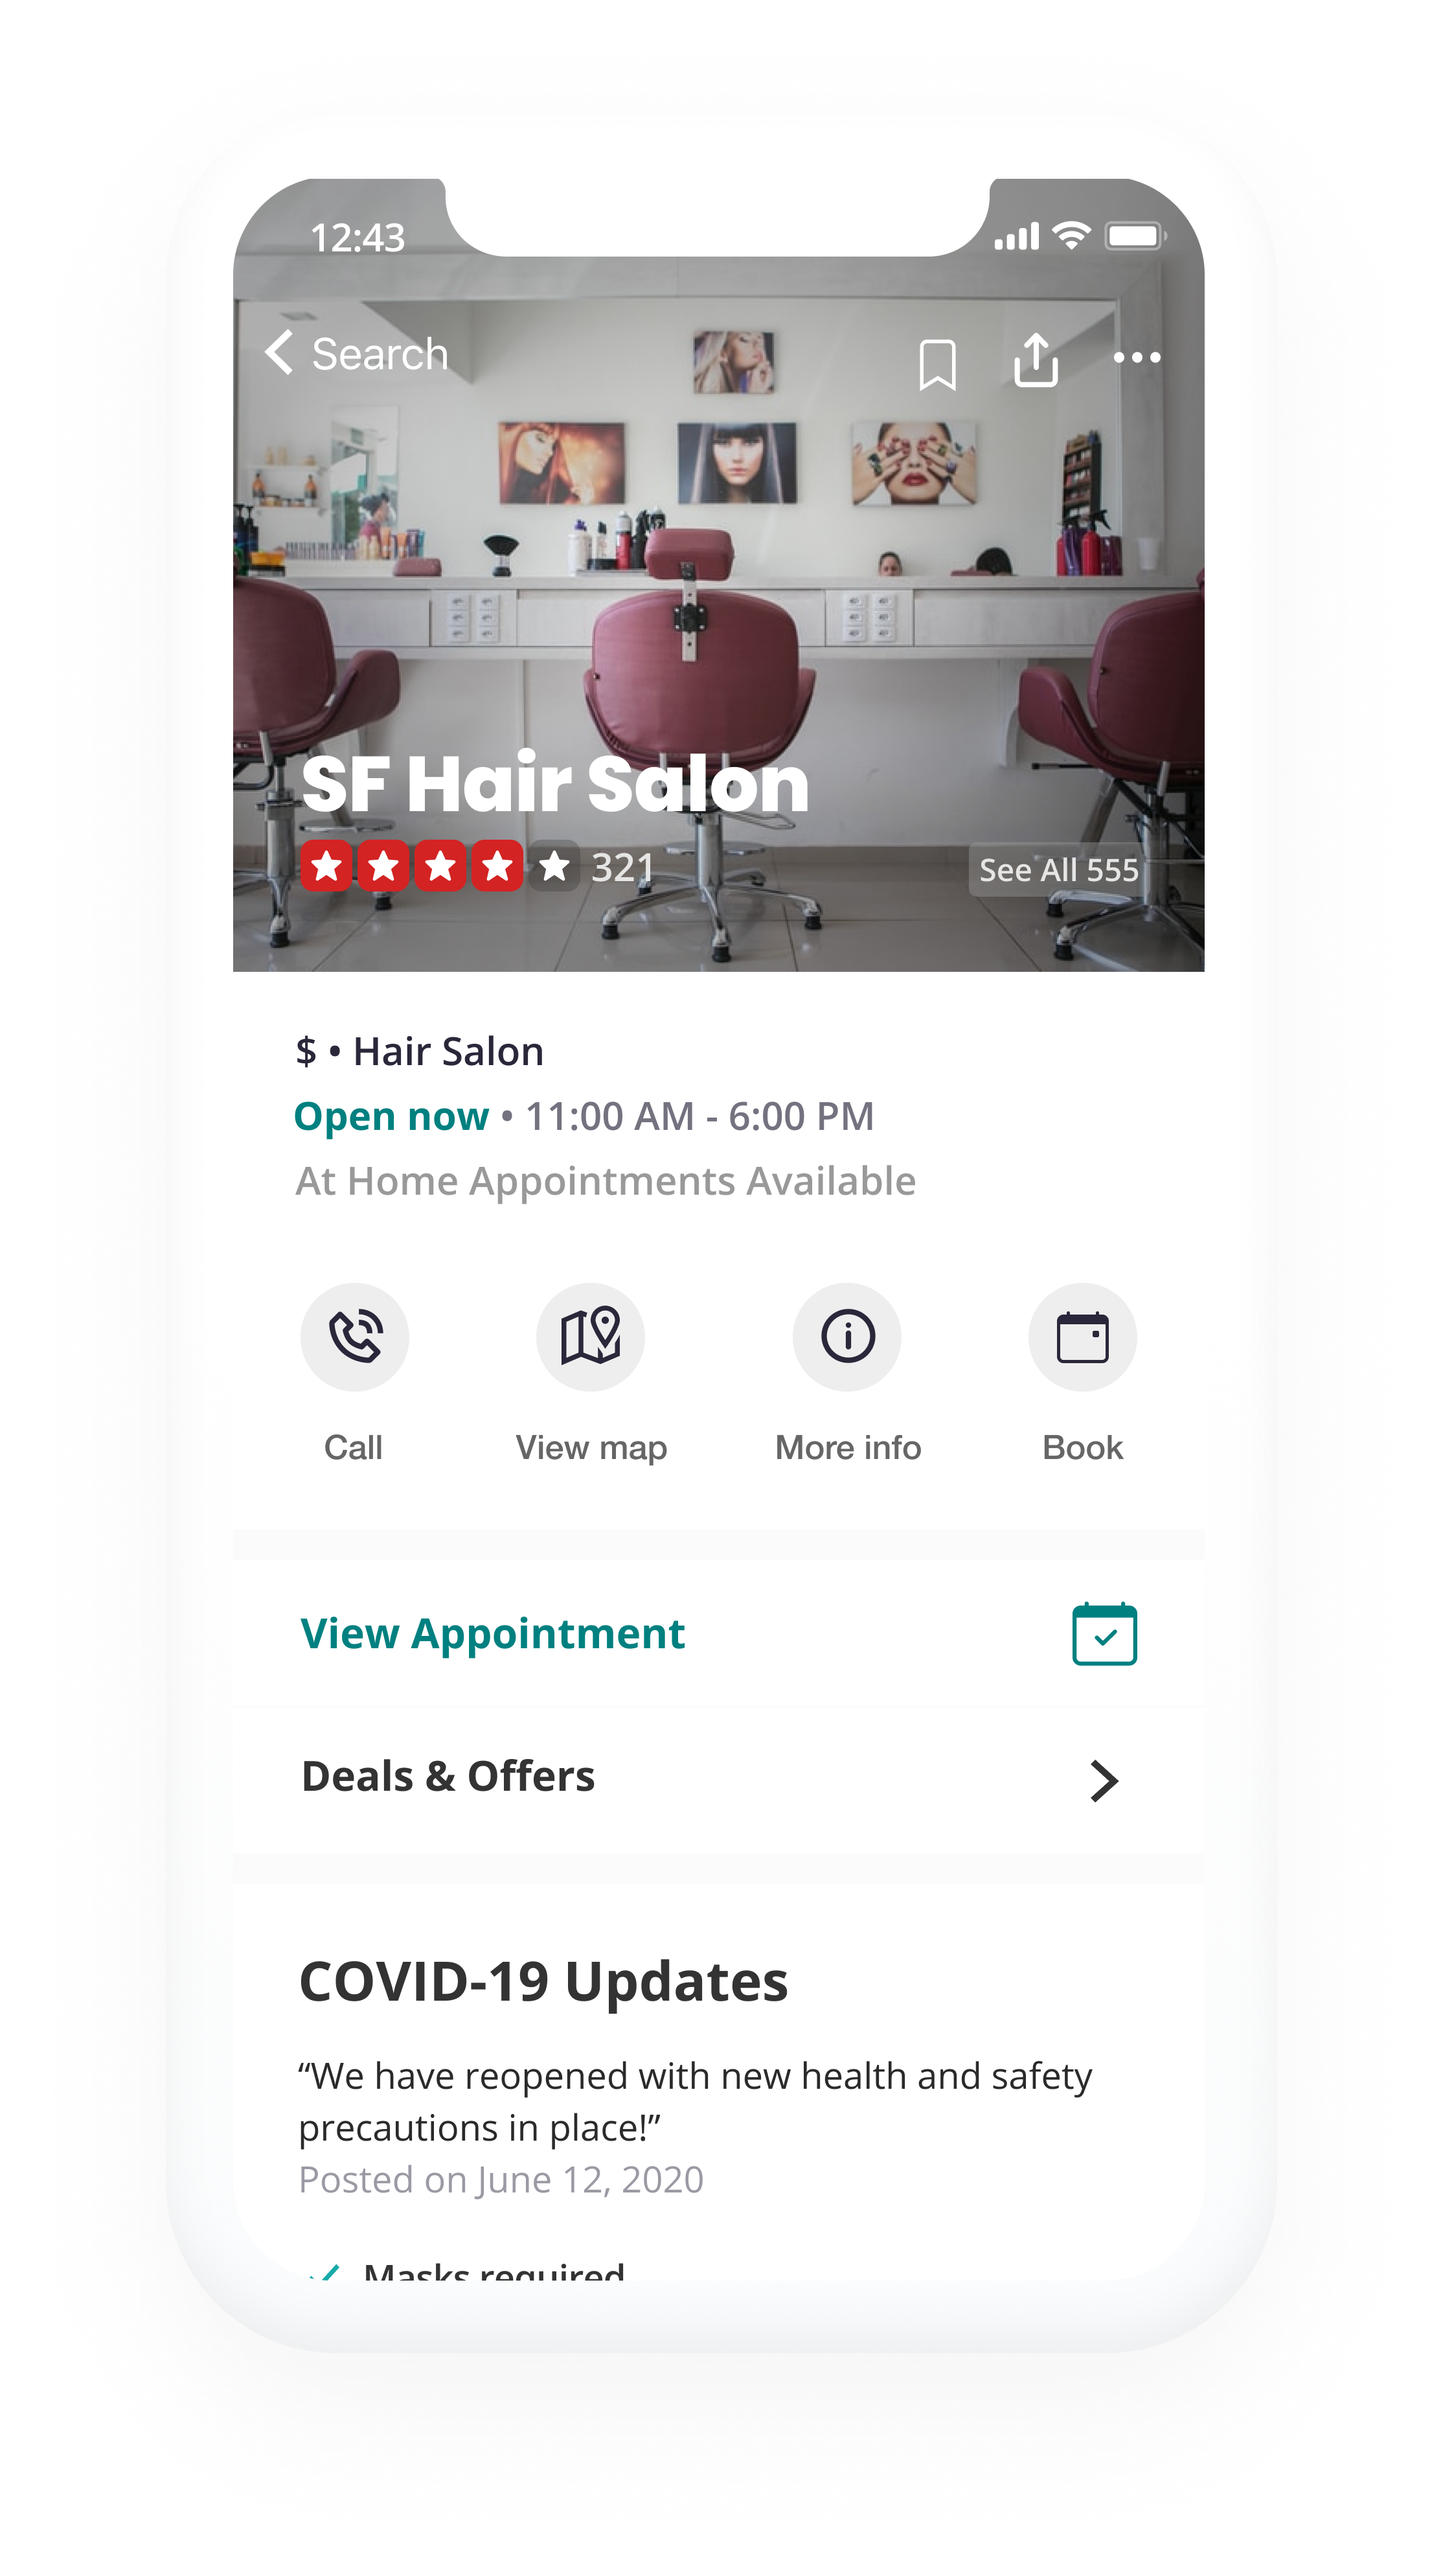 12:43
Search
SF Hair Salon
321
See All 555
$ • Hair Salon
Open now • 11:00 AM - 6:00 PM
At Home Appointments Available
Call
View map
More info
Book
View Appointment
Deals & Offers
COVID-19 Updates
“We have reopened with new health and safety
precautions in place!”
Posted on June 12, 2020
Masks required